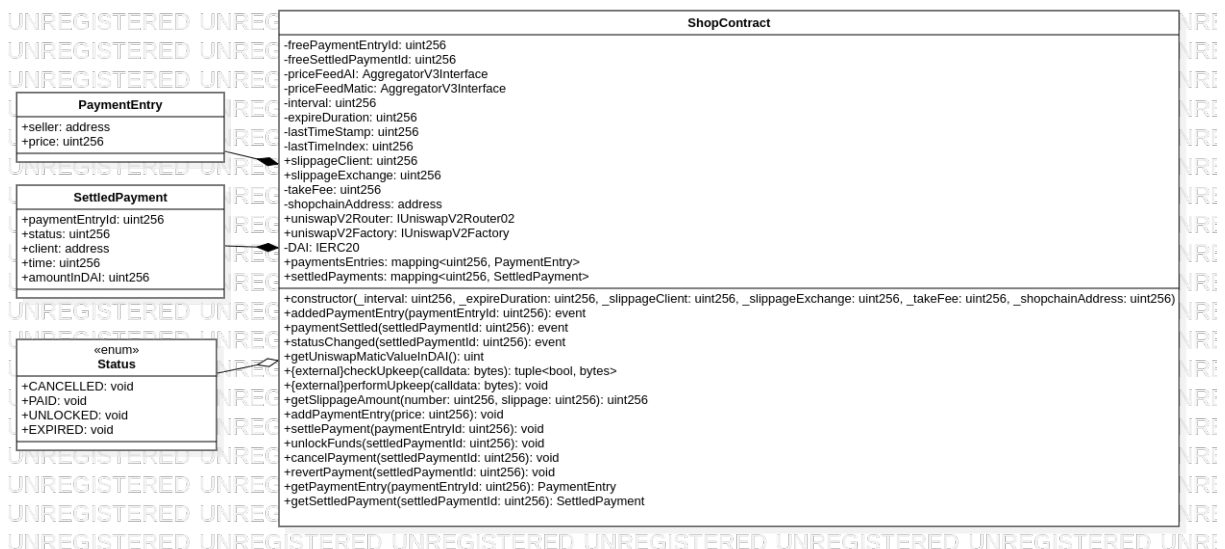 UNREGISTERED UNREGISTERED
ShopContract
-freePaymentEntryId: uint256
-freeSettledPaymentId: uint256
-priceFeedAI: AggregatorV3Interface
-priceFeedMatic: AggregatorV3Interface
-interval: uint256
-expireDuration: uint256
-lastTimeStamp: uint256
-lastTimeIndex: uint256
+slippageClient: uint256
+slippageExchange: uint256
-takeFee: uint256
-shopchainAddress: address
+uniswapV2Router: IUniswapV2Router02
+uniswapV2Factory: IUniswapV2Factory
-DAI: IERC20
+paymentsEntries: mapping<uint256, PaymentEntry>
+settledPayments: mapping<uint256, SettledPayment>
+constructor(_interval: uint256, _expireDuration: uint256, _slippageClient: uint256, _slippageExchange: uint256, _takeFee: uint256, _shopchainAddress: uint256)
+addedPaymentEntry(paymentEntryId: uint256): event
+paymentSettled(settledPaymentId: uint256): event
+statusChanged(settledPaymentId: uint256): event
+getUniswapMaticValueInDAI(): uint
+{external}checkUpkeep(calldata: bytes): tuple<bool, bytes>
+{external}performUpkeep(calldata: bytes): void
+getSlippageAmount(number: uint256, slippage: uint256): uint256
+addPaymentEntry(price: uint256): void
+settlePayment(paymentEntryId: uint256): void
+unlockFunds(settledPaymentId: uint256): void
+cancelPayment(settledPaymentId: uint256): void
+revertPayment(settledPaymentId: uint256): void
+getPaymentEntry(paymentEntryId: uint256): PaymentEntry
+getSettledPayment(settledPaymentId: uint256): SettledPayment
PaymentEntry
+seller: address
+price: uint256
SettledPayment
+paymentEntryId: uint256
+status: uint256
+client: address
+time: uint256
+amountInDAI: uint256
«enum»
Status
+CANCELLED: void
+PAID: void
+UNLOCKED: void
+EXPIRED: void
UNREGISTERED UNREGISTERED UNREGISTERED UNREGISTERED UNREGISTERED UNREGISTERED